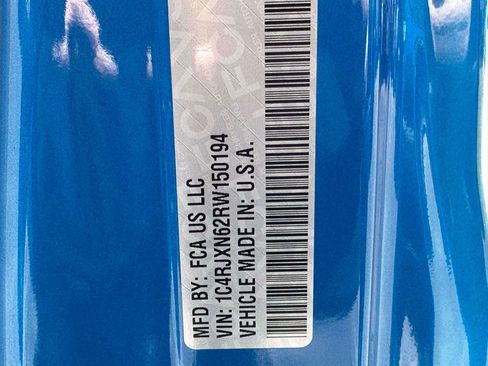 MFD BY: FCA US LLC
VIN: 1C4RJXN62RW150194
VEHICLE MADE IN: U.S.A.